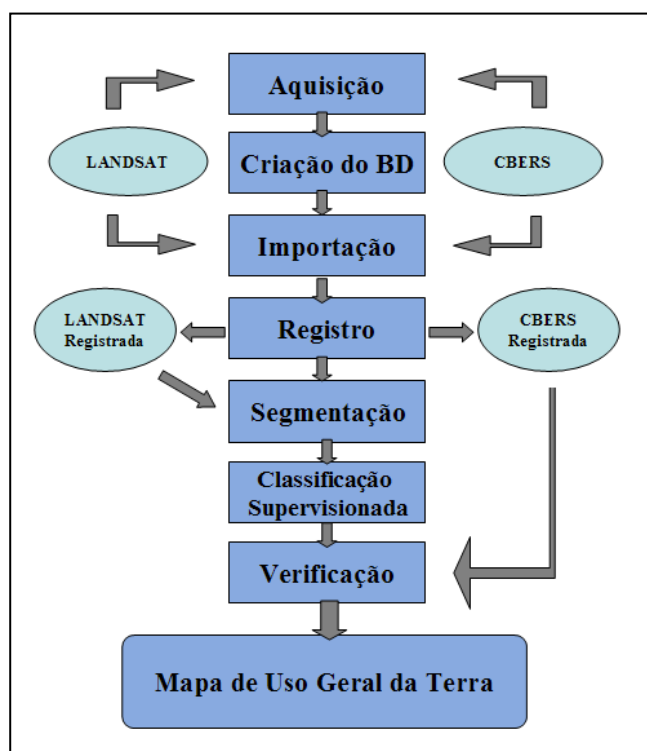 Aquisição
LANDSAT
Criação do BD
CBERS
Importação
LANDSAT
Registrada
Registro
CBERS
Registrada
Segmentação
Classificação
Supervisionada
Verificação
Mapa de Uso Geral da Terra